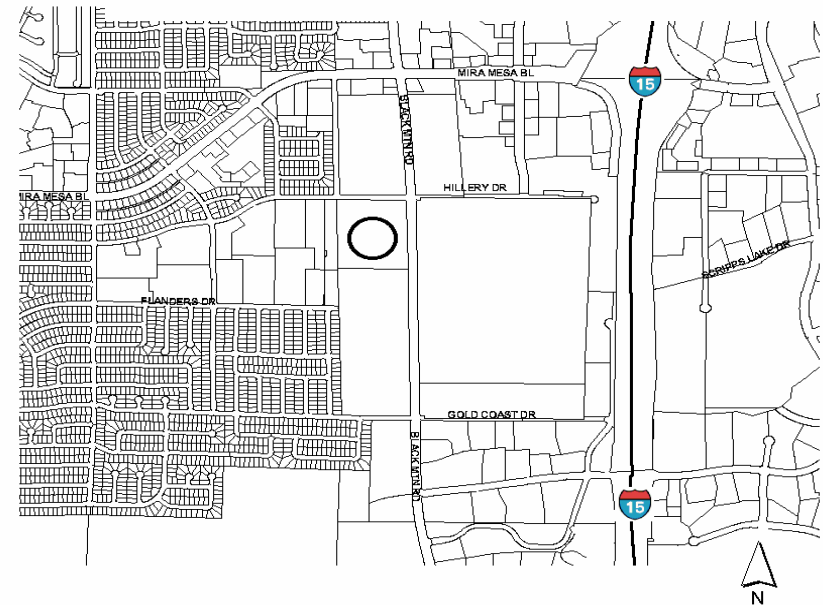 MIRA MESA BL
15
BLACK MTN RD
HILLERY DR
MIRA MESA BL
SCRIPPS LAKE DR
FLANDERS DR
GOLD COAST DR
BLACK MTN RD
15
N